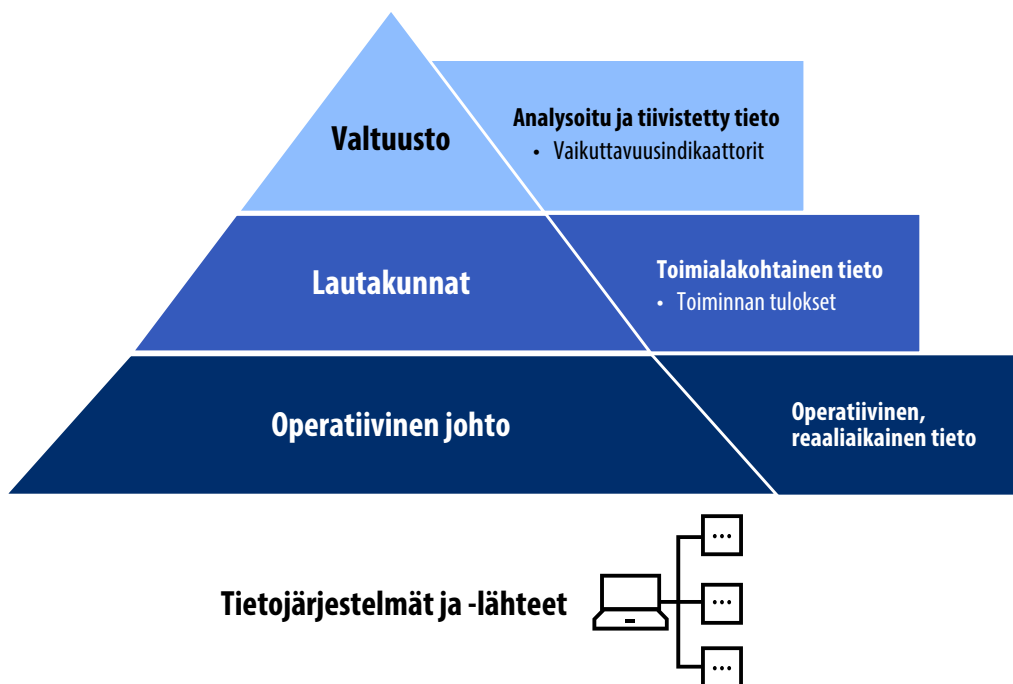 Valtuusto
Analysoitu ja tiivistetty tieto
• Vaikuttavuusindikaattorit
Lautakunnat
Toimialakohtainen tieto
• Toiminnan tulokset
Operatiivinen johto
Operatiivinen,
reaaliaikainen tieto
Tietojärjestelmät ja -lähteet